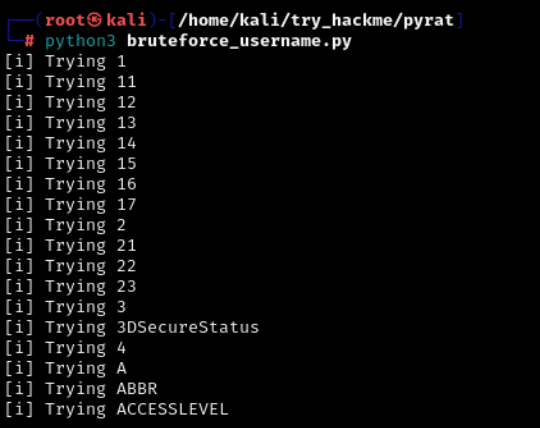 ┌──(root㉿kali)-[/home/kali/try_hackme/pyrat]
└─# python3 bruteforce_username.py
[i] Trying 1
[i] Trying 11
[i] Trying 12
[i] Trying 13
[i] Trying 14
[i] Trying 15
[i] Trying 16
[i] Trying 17
[i] Trying 2
[i] Trying 21
[i] Trying 22
[i] Trying 23
[i] Trying 3
[i] Trying 3DSecureStatus
[i] Trying 4
[i] Trying A
[i] Trying ABBR
[i] Trying ACCESSLEVEL